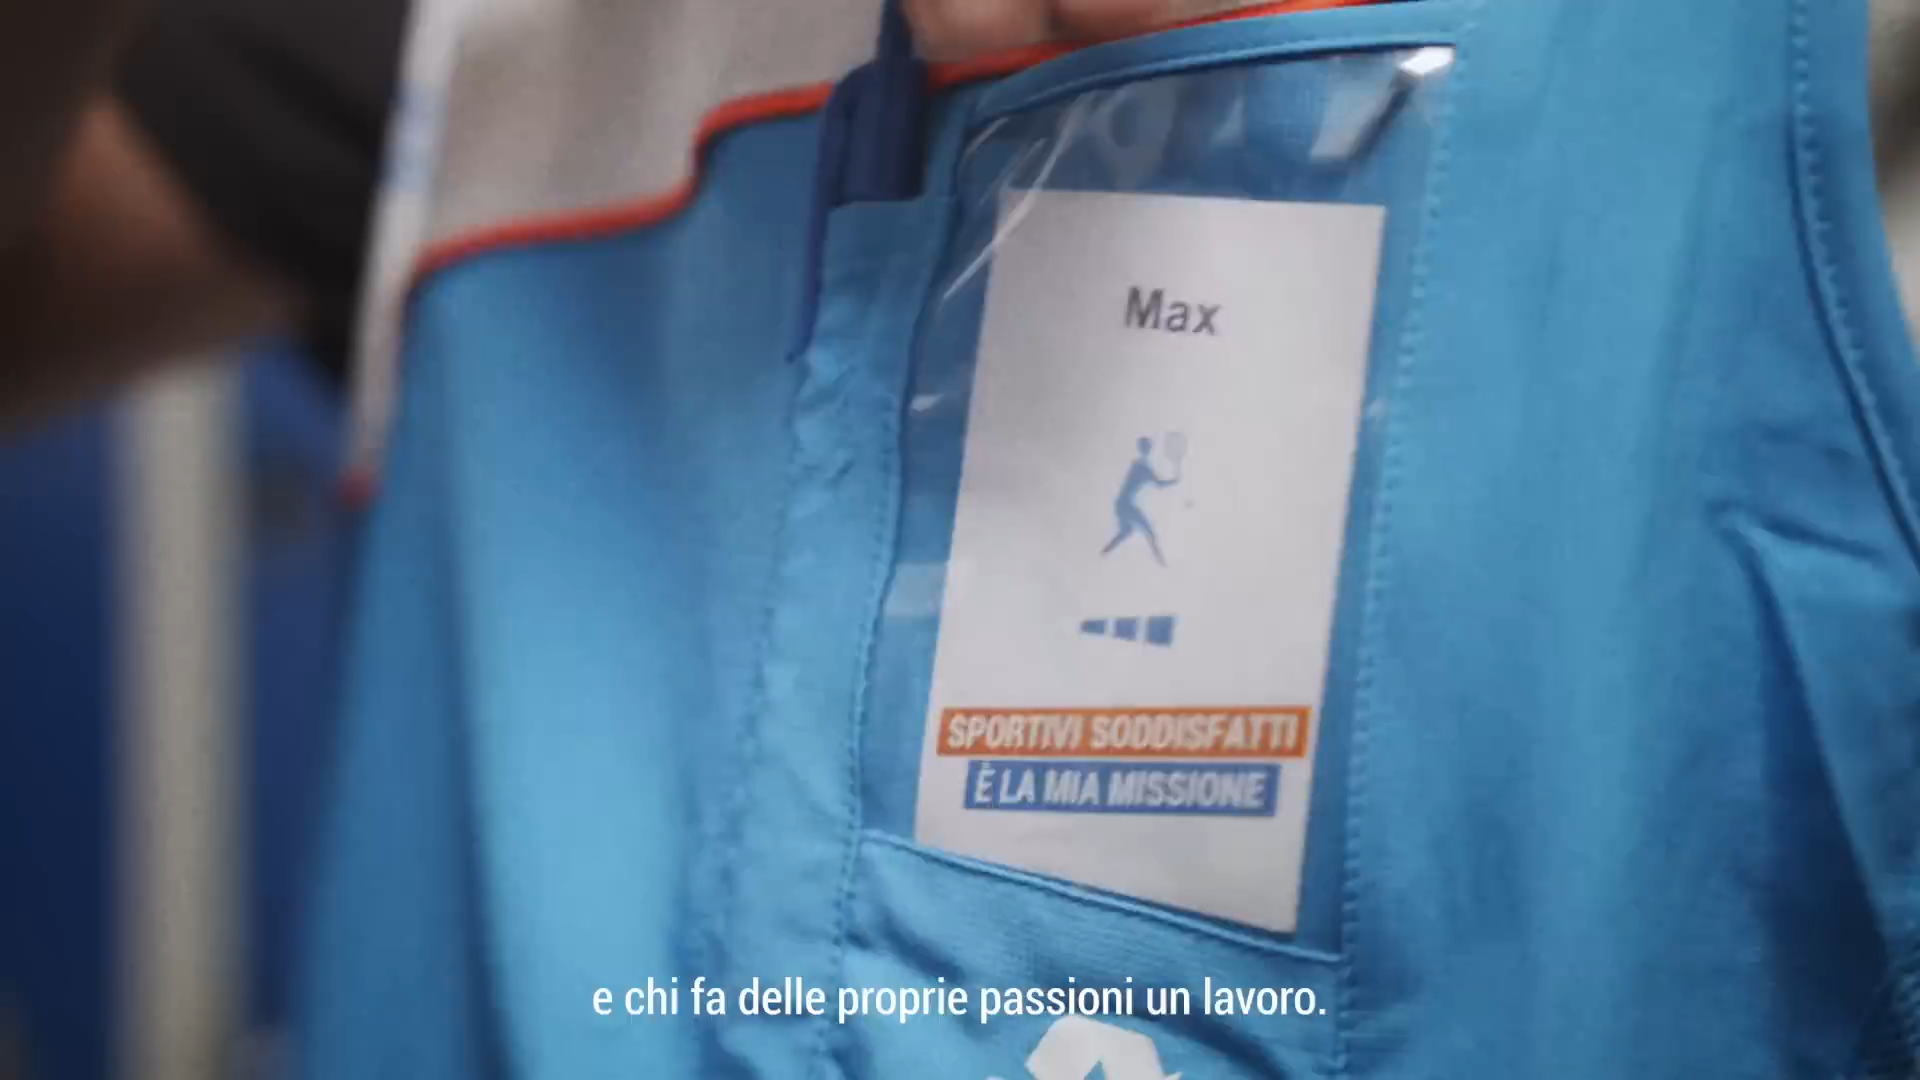 Max
SPORTIVI SODDISFATTI
È LA MIA MISSIONE
e chi fa delle proprie passioni un lavoro.